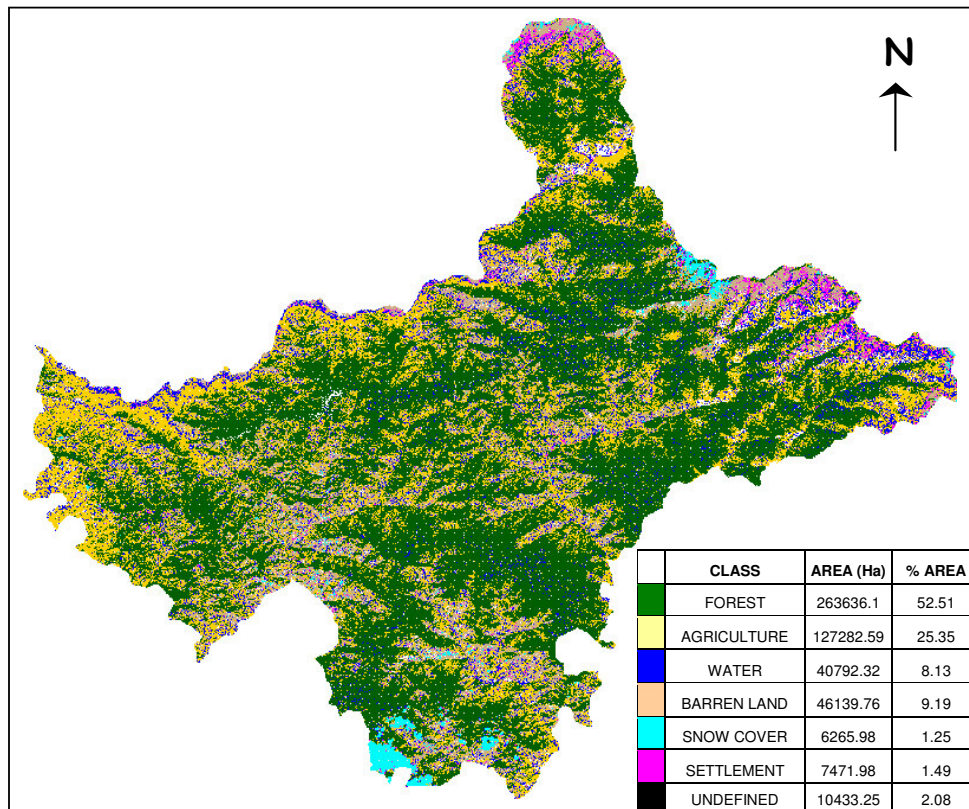 N
CLASS AREA (Ha) % AREA
FOREST 263636.1 52.51
AGRICULTURE 127282.59 25.35
WATER 40792.32 8.13
BARREN LAND 46139.76 9.19
SNOW COVER 6265.98 1.25
SETTLEMENT 7471.98 1.49
UNDEFINED 10433.25 2.08